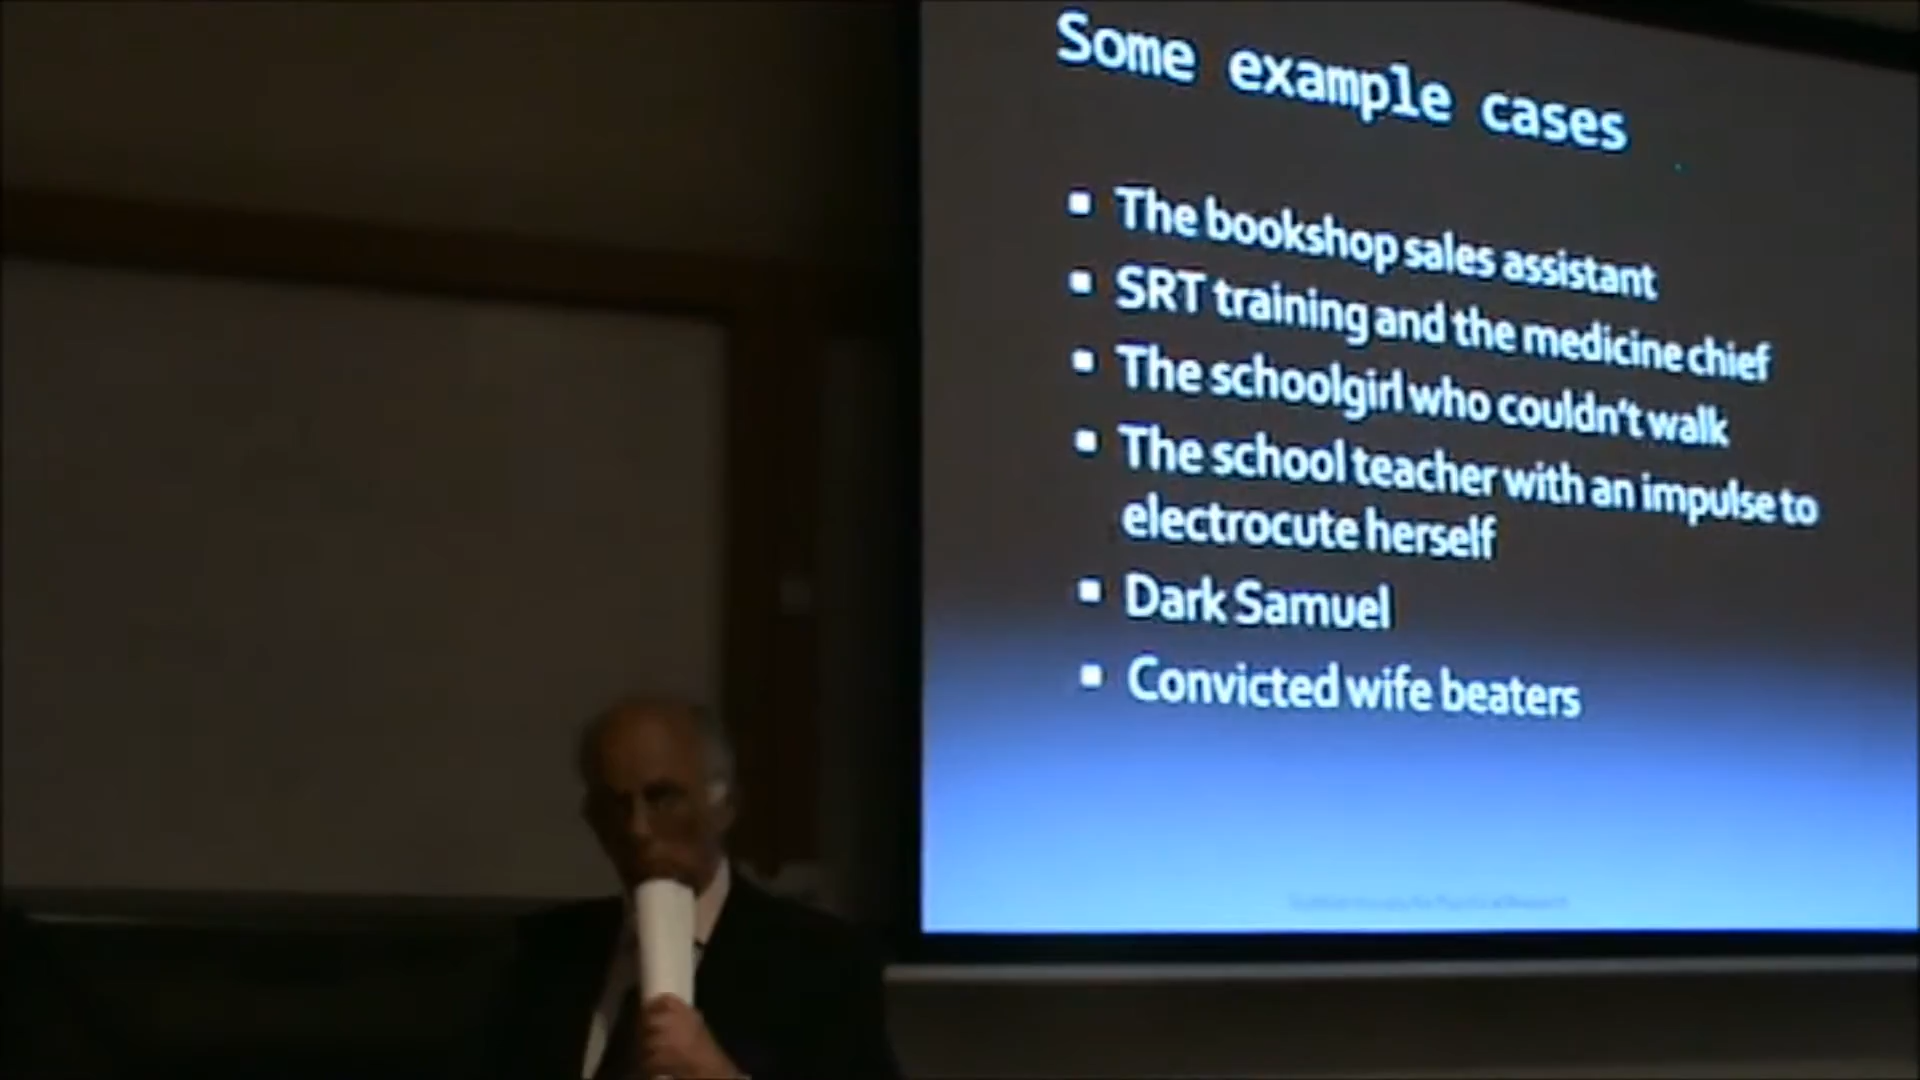 Some example cases
The bookshop sales assistant
SRT training and the medicine chief
The schoolgirl who couldn't walk
The school teacher with an impulse to
electrocute herself
Dark Samuel
Convicted wife beaters